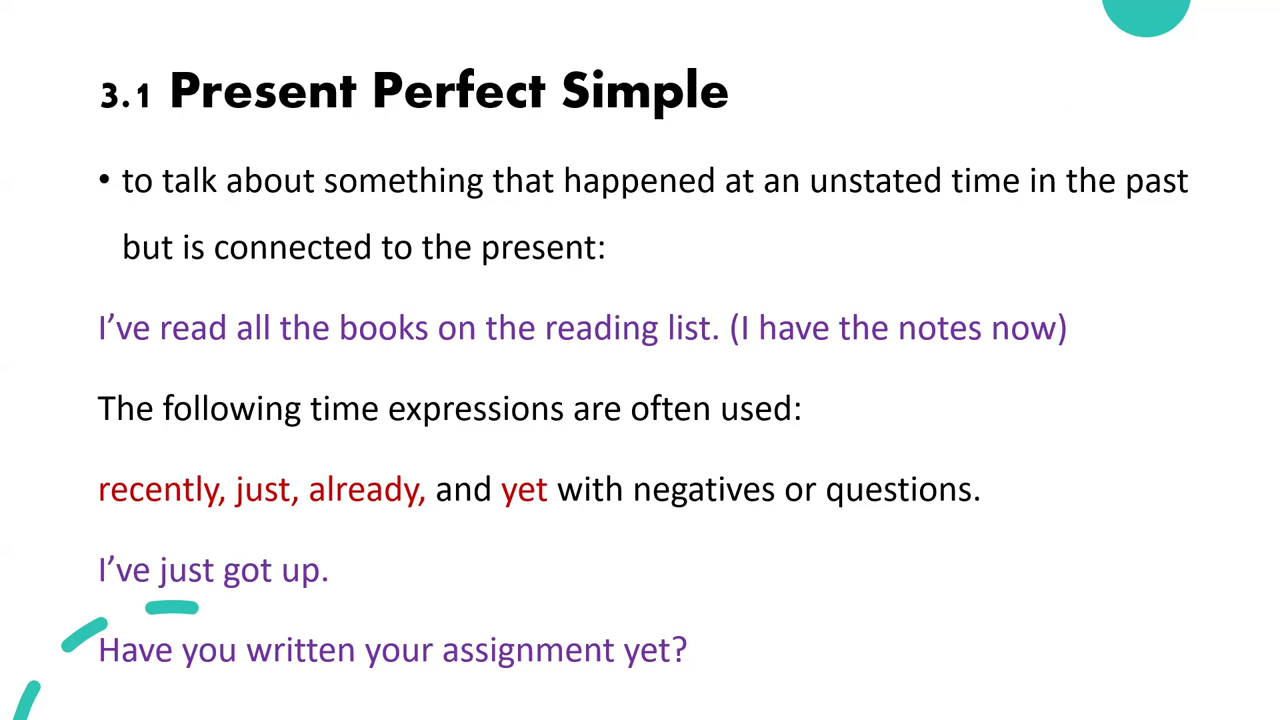 3.1 Present Perfect Simple
• to talk about something that happened at an unstated time in the past
but is connected to the present:
I’ve read all the books on the reading list. (I have the notes now)
The following time expressions are often used:
recently, just, already, and yet with negatives or questions.
I’ve just got up.
Have you written your assignment yet?